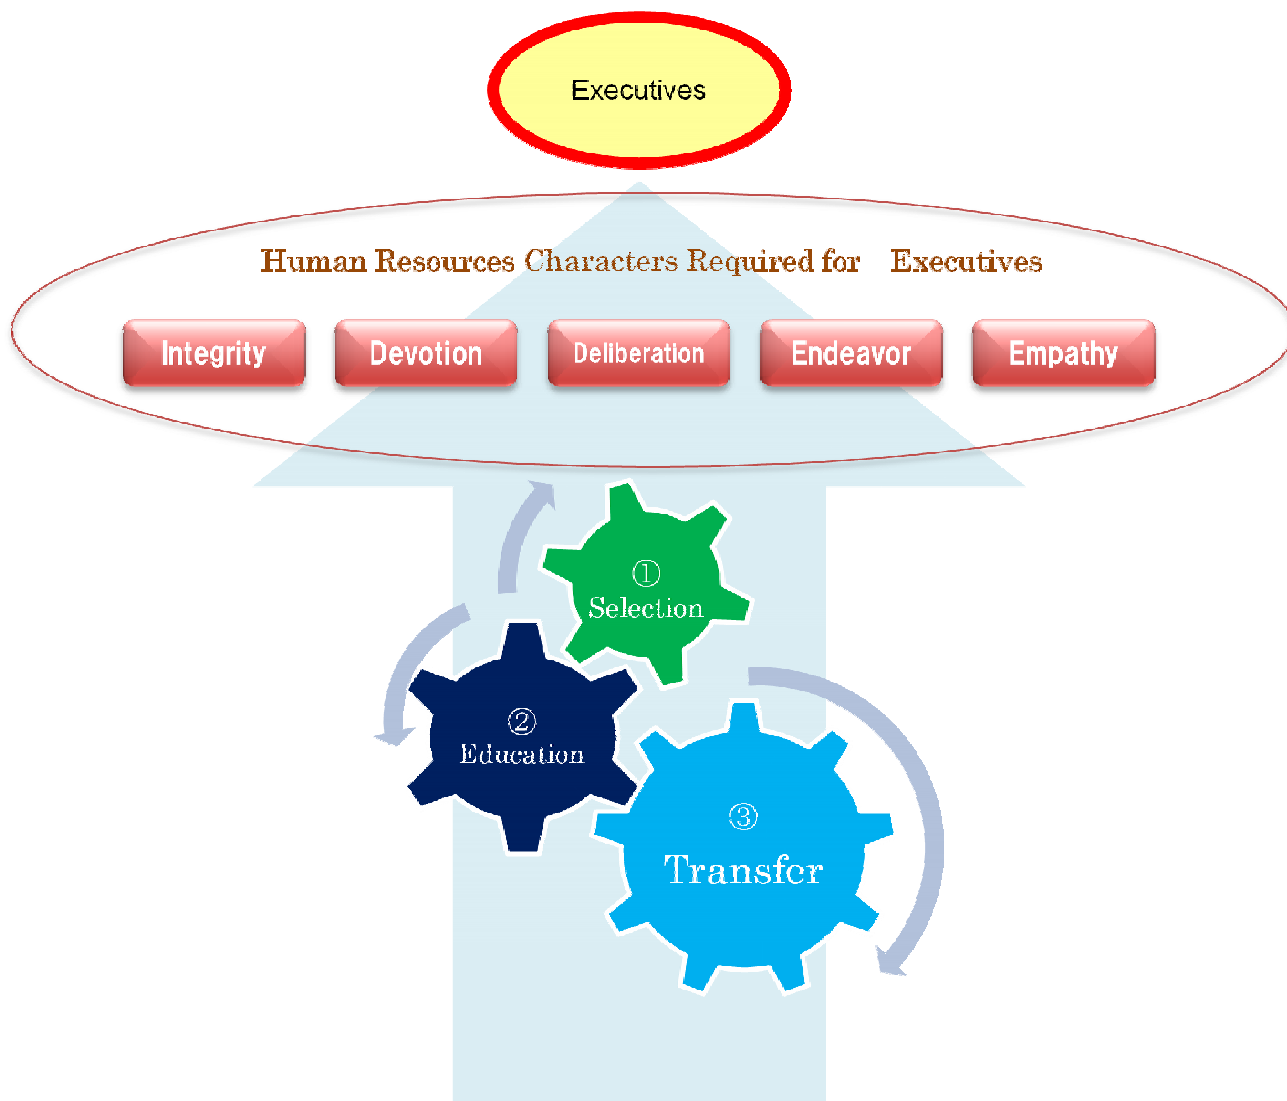 Executives
Human Resources Characters Required for Executives
Integrity Devotion Deliberation Endeavor Empathy
①
Selection
②
Education
③
Transfer